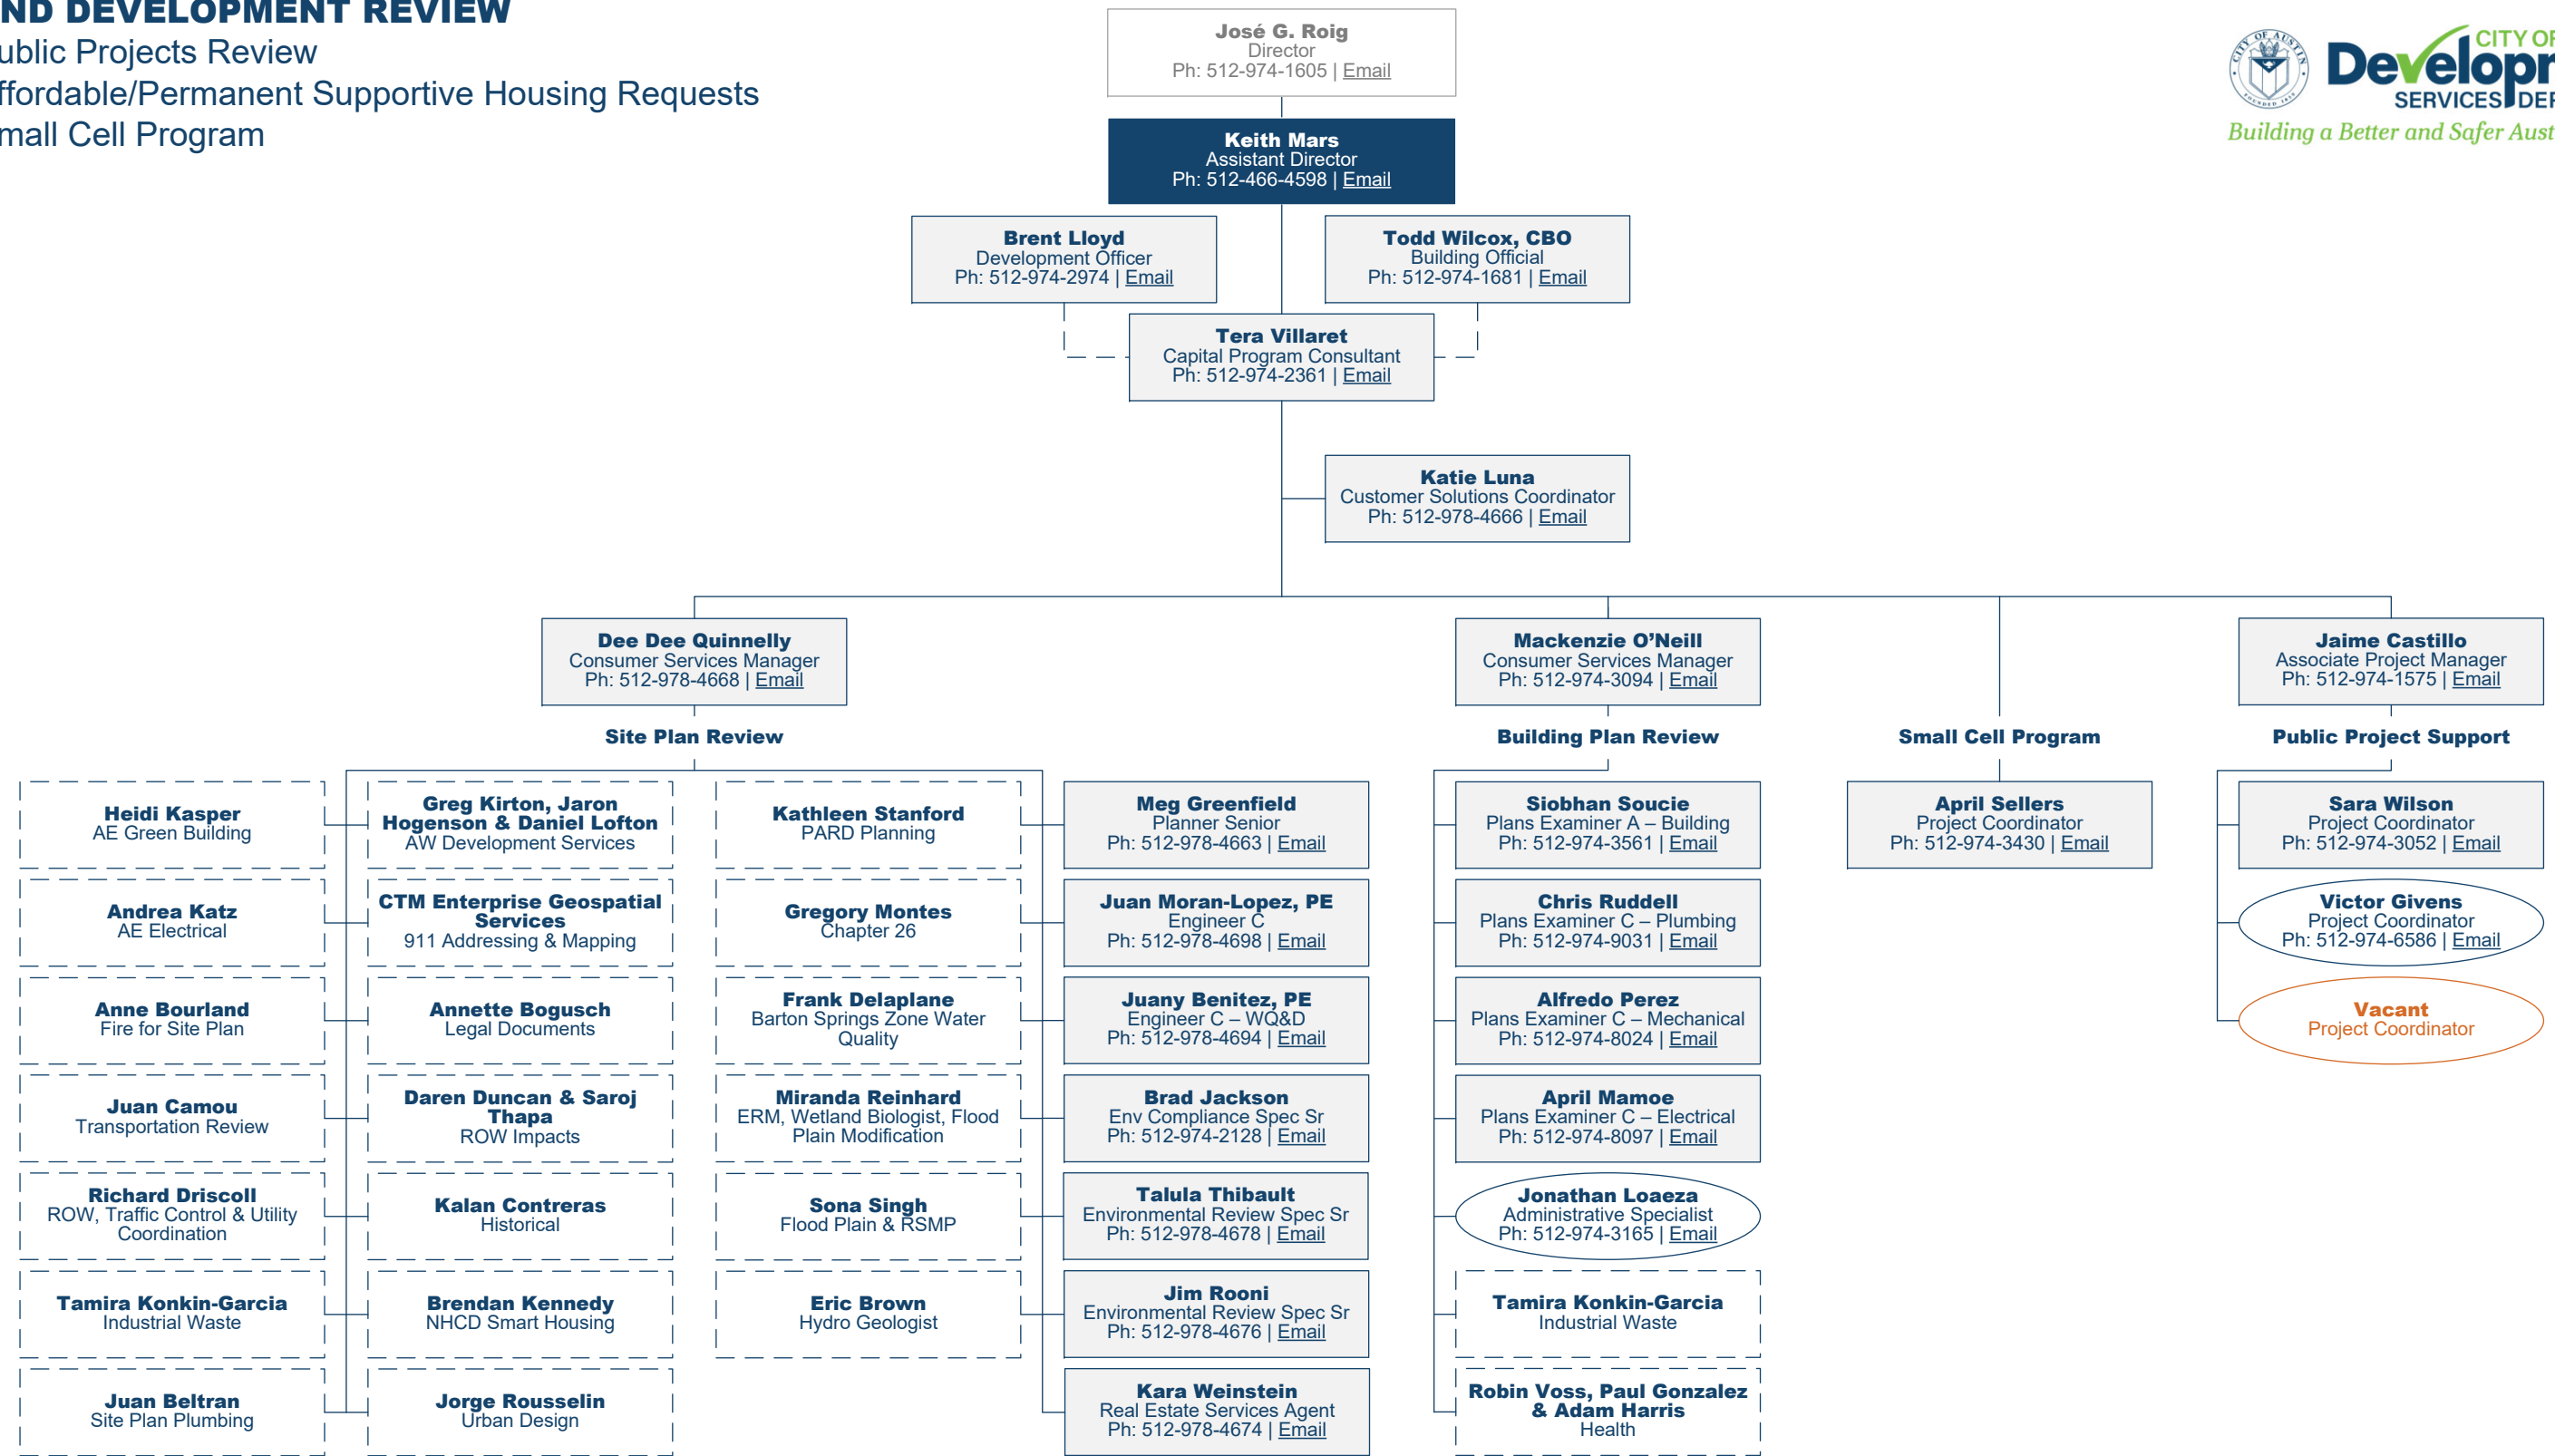 ND DEVELOPMENT REVIEW
ublic Projects Review
ffordable/Permanent Supportive Housing Requests
mall Cell Program
José G. Roig
Director
Ph: 512-974-1605 | Email
CITY OF AUSTIN
FOUNDED 1839
CITY OF
Developm
SERVICES DEP
Building a Better and Safer Aust
Keith Mars
Assistant Director
Ph: 512-466-4598 | Email
Brent Lloyd
Development Officer
Ph: 512-974-2974 | Email
Todd Wilcox, CBO
Building Official
Ph: 512-974-1681 | Email
Tera Villaret
Capital Program Consultant
Ph: 512-974-2361 | Email
Katie Luna
Customer Solutions Coordinator
Ph: 512-978-4666 | Email
Dee Dee Quinnelly
Consumer Services Manager
Ph: 512-978-4668 | Email
Mackenzie O’Neill
Consumer Services Manager
Ph: 512-974-3094 | Email
Jaime Castillo
Associate Project Manager
Ph: 512-974-1575 | Email
Site Plan Review
Heidi Kasper
AE Green Building
Andrea Katz
AE Electrical
Anne Bourland
Fire for Site Plan
Juan Camou
Transportation Review
Richard Driscoll
ROW, Traffic Control & Utility
Coordination
Tamira Konkin-Garcia
Industrial Waste
Juan Beltran
Site Plan Plumbing
Greg Kirton, Jaron
Hogenson & Daniel Lofton
AW Development Services
CTM Enterprise Geospatial
Services
911 Addressing & Mapping
Annette Bogusch
Legal Documents
Daren Duncan & Saroj
Thapa
ROW Impacts
Kalan Contreras
Historical
Brendan Kennedy
NHCD Smart Housing
Jorge Rousselin
Urban Design
Kathleen Stanford
PARD Planning
Gregory Montes
Chapter 26
Frank Delaplane
Barton Springs Zone Water
Quality
Miranda Reinhard
ERM, Wetland Biologist, Flood
Plain Modification
Sona Singh
Flood Plain & RSMP
Eric Brown
Hydro Geologist
Meg Greenfield
Planner Senior
Ph: 512-978-4663 | Email
Juan Moran-Lopez, PE
Engineer C
Ph: 512-978-4698 | Email
Juany Benitez, PE
Engineer C – WQ&D
Ph: 512-978-4694 | Email
Brad Jackson
Env Compliance Spec Sr
Ph: 512-974-2128 | Email
Talula Thibault
Environmental Review Spec Sr
Ph: 512-978-4678 | Email
Jim Rooni
Environmental Review Spec Sr
Ph: 512-978-4676 | Email
Kara Weinstein
Real Estate Services Agent
Ph: 512-978-4674 | Email
Building Plan Review
Siobhan Soucie
Plans Examiner A – Building
Ph: 512-974-3561 | Email
Chris Ruddell
Plans Examiner C – Plumbing
Ph: 512-974-9031 | Email
Alfredo Perez
Plans Examiner C – Mechanical
Ph: 512-974-8024 | Email
April Mamoe
Plans Examiner C – Electrical
Ph: 512-974-8097 | Email
Jonathan Loaeza
Administrative Specialist
Ph: 512-974-3165 | Email
Tamira Konkin-Garcia
Industrial Waste
Robin Voss, Paul Gonzalez
& Adam Harris
Health
Small Cell Program
April Sellers
Project Coordinator
Ph: 512-974-3430 | Email
Public Project Support
Sara Wilson
Project Coordinator
Ph: 512-974-3052 | Email
Victor Givens
Project Coordinator
Ph: 512-974-6586 | Email
Vacant
Project Coordinator